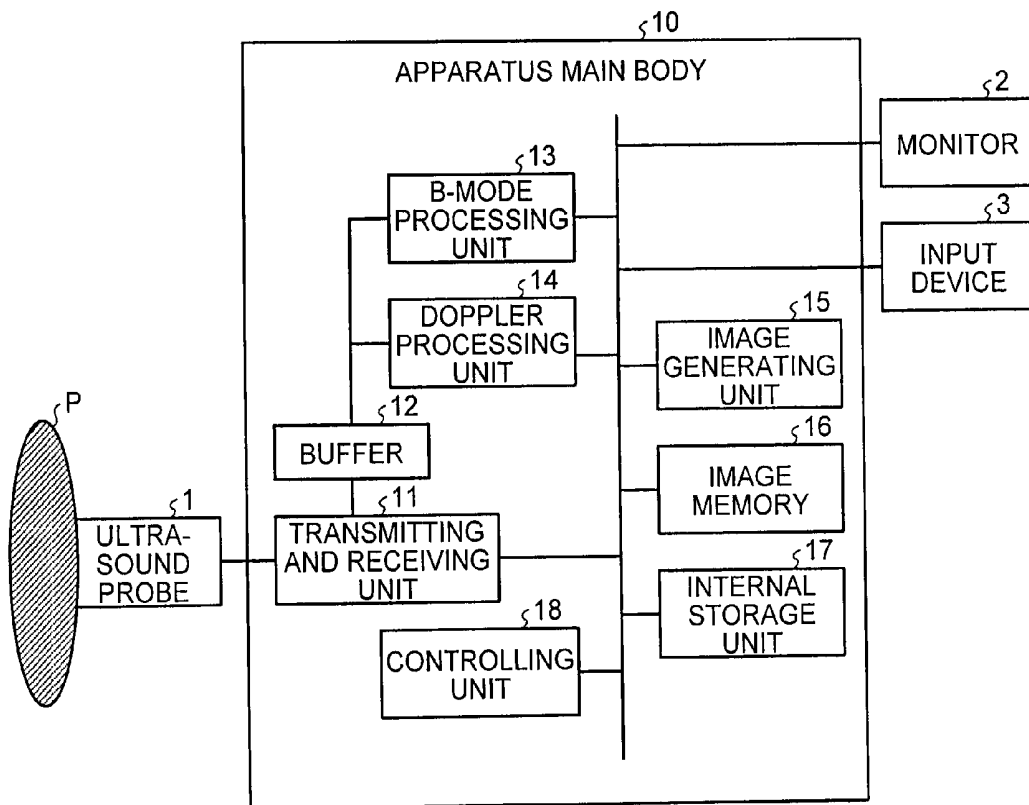 10
APPARATUS MAIN BODY
2
MONITOR
13
B-MODE
PROCESSING
UNIT
3
INPUT
DEVICE
14
DOPPLER
PROCESSING
UNIT
15
IMAGE
GENERATING
UNIT
P
12
BUFFER
16
IMAGE
MEMORY
1
ULTRA-
SOUND
PROBE
11
TRANSMITTING
AND RECEIVING
UNIT
17
INTERNAL
STORAGE
UNIT
18
CONTROLLING
UNIT